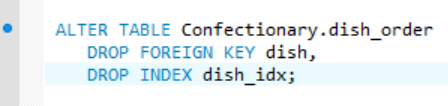 ALTER TABLE Confectionary.dish_order
DROP FOREIGN KEY dish,
DROP INDEX dish_idx;